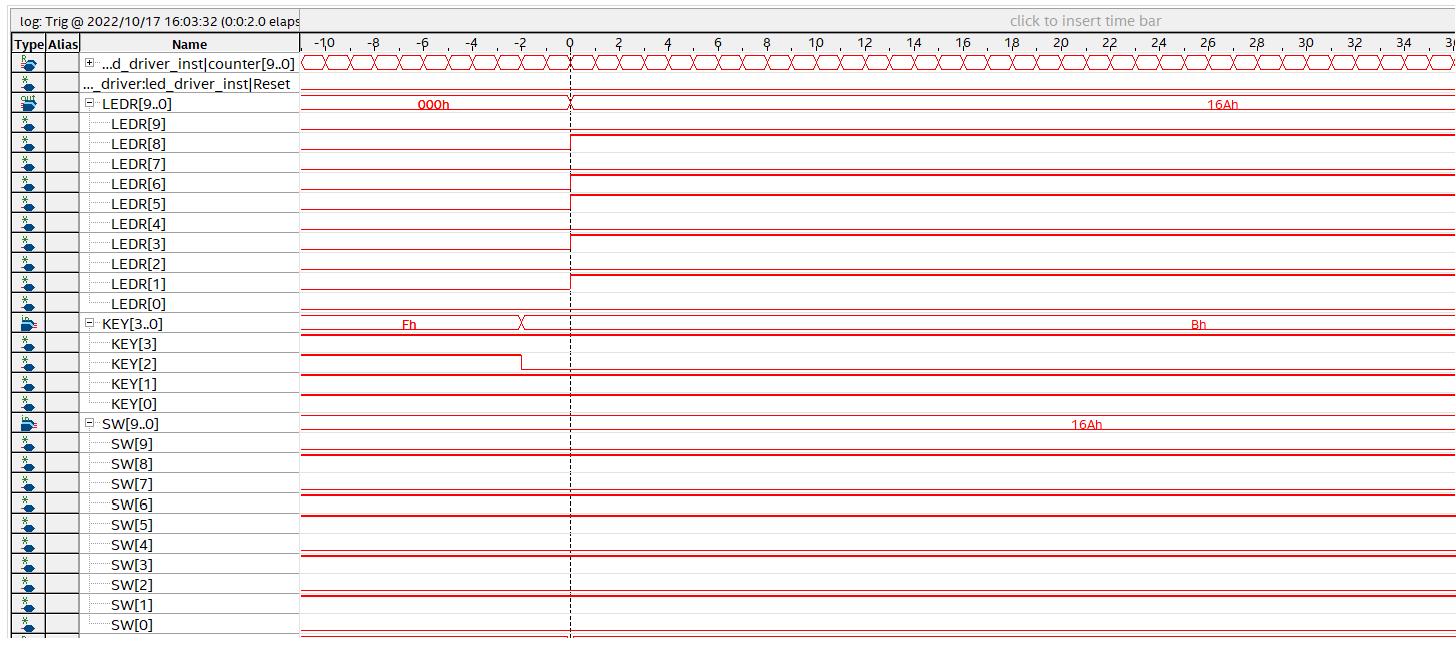 log: Trig @ 2022/10/17 16:03:32 (0:0:2.0 elaps click to insert time bar
Type Alias Name -10 -8 -6 -4 -2 0 2 4 6 8 10 12 14 16 18 20 22 24 26 28 30 32 34
...d_driver_inst|counter[9..0]
..._driver:led_driver_inst|Reset
LEDR[9..0] 000h 16Ah
LEDR[9]
LEDR[8]
LEDR[7]
LEDR[6]
LEDR[5]
LEDR[4]
LEDR[3]
LEDR[2]
LEDR[1]
LEDR[0]
KEY[3..0] Fh Bh
KEY[3]
KEY[2]
KEY[1]
KEY[0]
SW[9..0] 16Ah
SW[9]
SW[8]
SW[7]
SW[6]
SW[5]
SW[4]
SW[3]
SW[2]
SW[1]
SW[0]